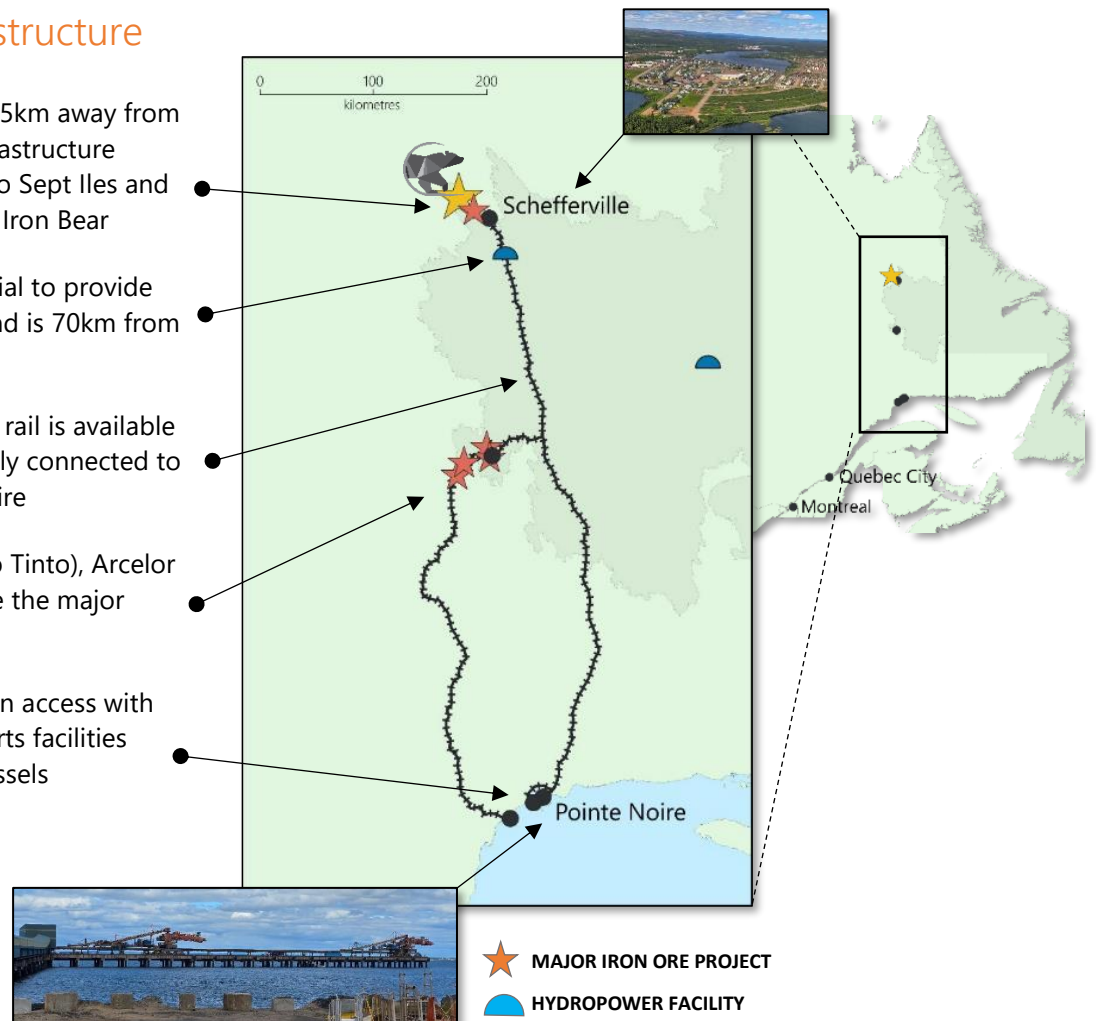 structure
5km away from
rastructure
o Sept Iles and
Iron Bear
ial to provide
nd is 70km from
rail is available
ly connected to
ire
o Tinto), Arcelor
e the major
n access with
rts facilities
ssels
0 100 200
kilometres
Schefferville
Pointe Noire
Quebec City
Montreal
MAJOR IRON ORE PROJECT
HYDROPOWER FACILITY